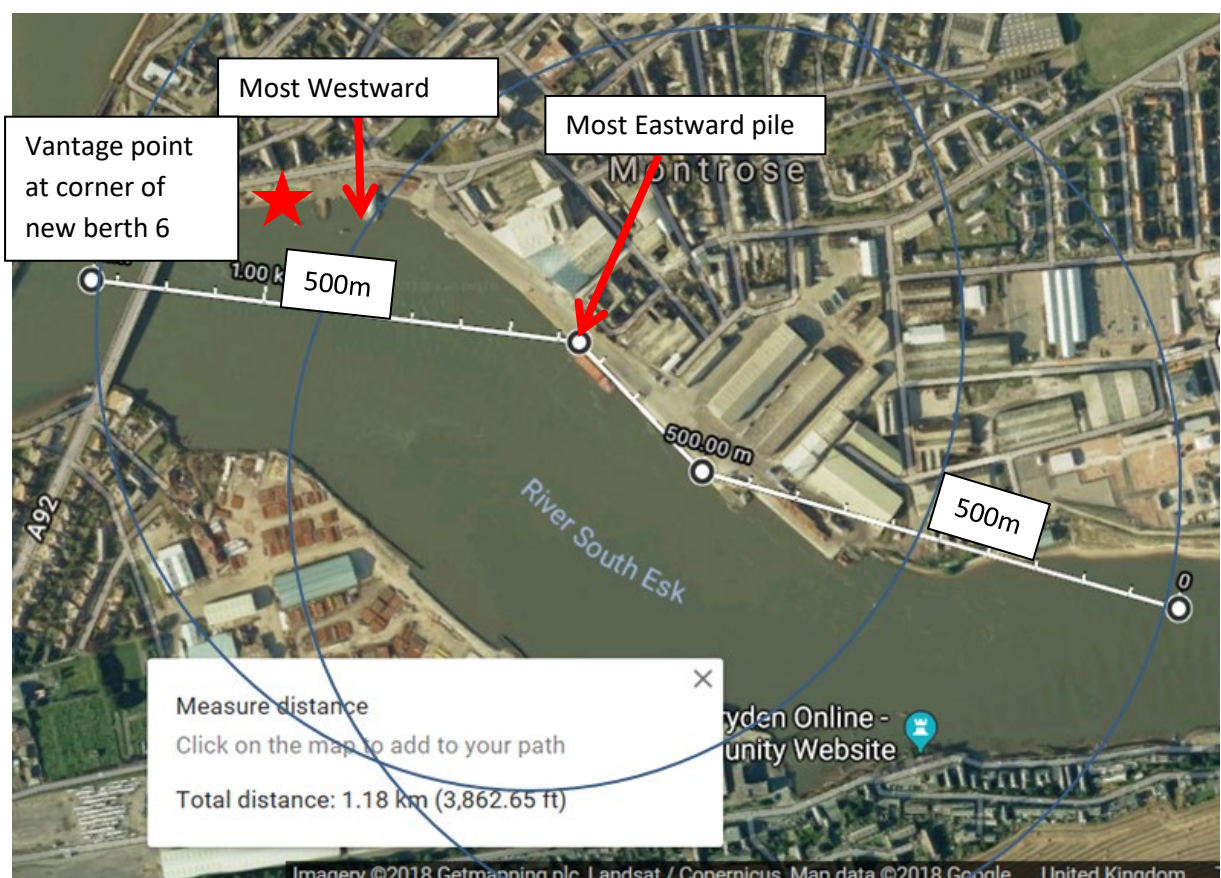 Most Westward
Most Eastward pile
Vantage point
at corner of
new berth 6
Montrose
1.00 k
500m
500.00 m
500m
0
A92
River South Esk
Measure distance
Click on the map to add to your path
Total distance: 1.18 km (3,862.65 ft)
ryden Online -
unity Website
Imagery ©2018 Getmapping plc, Landsat / Copernicus, Map data ©2018 Google United Kingdom